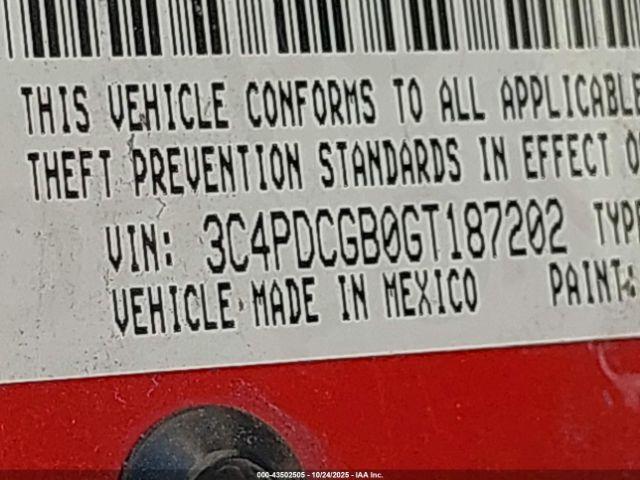 THIS VEHICLE CONFORMS TO ALL APPLICABLE
THEFT PREVENTION STANDARDS IN EFFECT
VIN: 3C4PDCGB0GT187202 TYPE
VEHICLE MADE IN MEXICO PAINT:
000-43502505 - 10/24/2025 - IAA Inc.